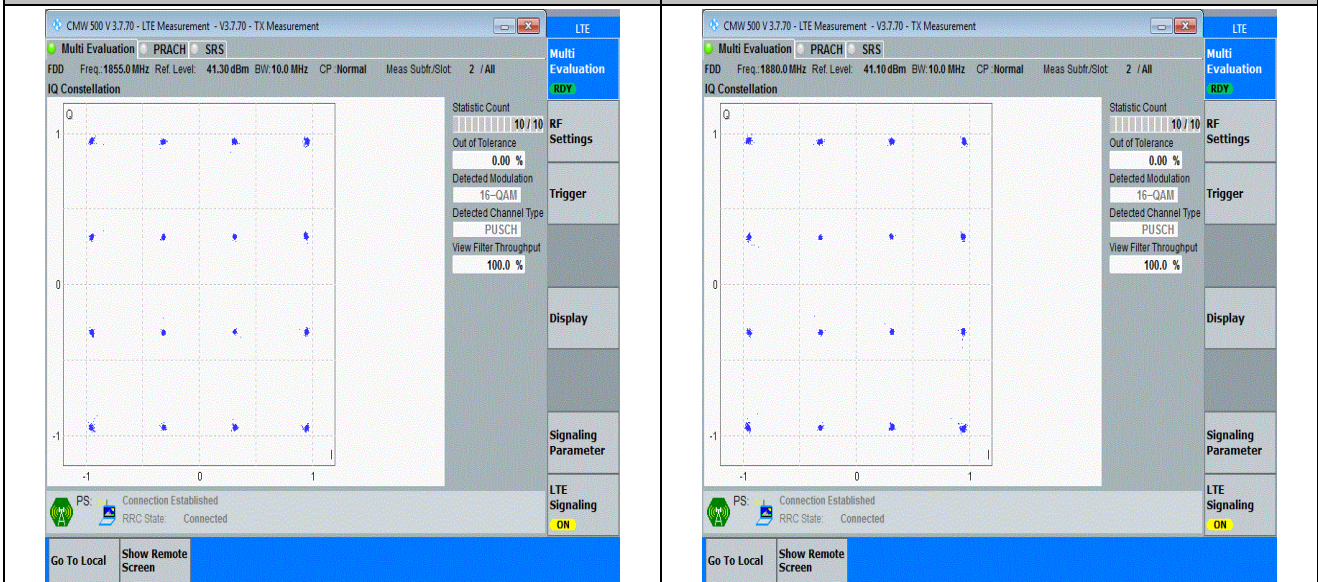 CMW 500 V 3.7.70 - LTE Measurement - V3.7.70 - TX Measurement
LTE
Multi Evaluation PRACH SRS
FDD Freq.:1855.0 MHz Ref. Level: 41.30 dBm BW:10.0 MHz CP :Normal Meas Subfr./Slot: 2 / All
IQ Constellation
Q
1
0
-1
-1 0 1
I
Statistic Count
10 / 10
Out of Tolerance
0.00 %
Detected Modulation
16-QAM
Detected Channel Type
PUSCH
View Filter Throughput
100.0 %
Multi
Evaluation
RDY
RF
Settings
Trigger
Display
Signaling
Parameter
LTE
Signaling
ON
PS: Connection Established
RRC State: Connected
Go To Local
Show Remote
Screen
CMW 500 V 3.7.70 - LTE Measurement - V3.7.70 - TX Measurement
LTE
Multi Evaluation PRACH SRS
FDD Freq.:1880.0 MHz Ref. Level: 41.10 dBm BW:10.0 MHz CP :Normal Meas Subfr./Slot: 2 / All
IQ Constellation
Q
1
0
-1
-1 0 1
I
Statistic Count
10 / 10
Out of Tolerance
0.00 %
Detected Modulation
16-QAM
Detected Channel Type
PUSCH
View Filter Throughput
100.0 %
Multi
Evaluation
RDY
RF
Settings
Trigger
Display
Signaling
Parameter
LTE
Signaling
ON
PS: Connection Established
RRC State: Connected
Go To Local
Show Remote
Screen